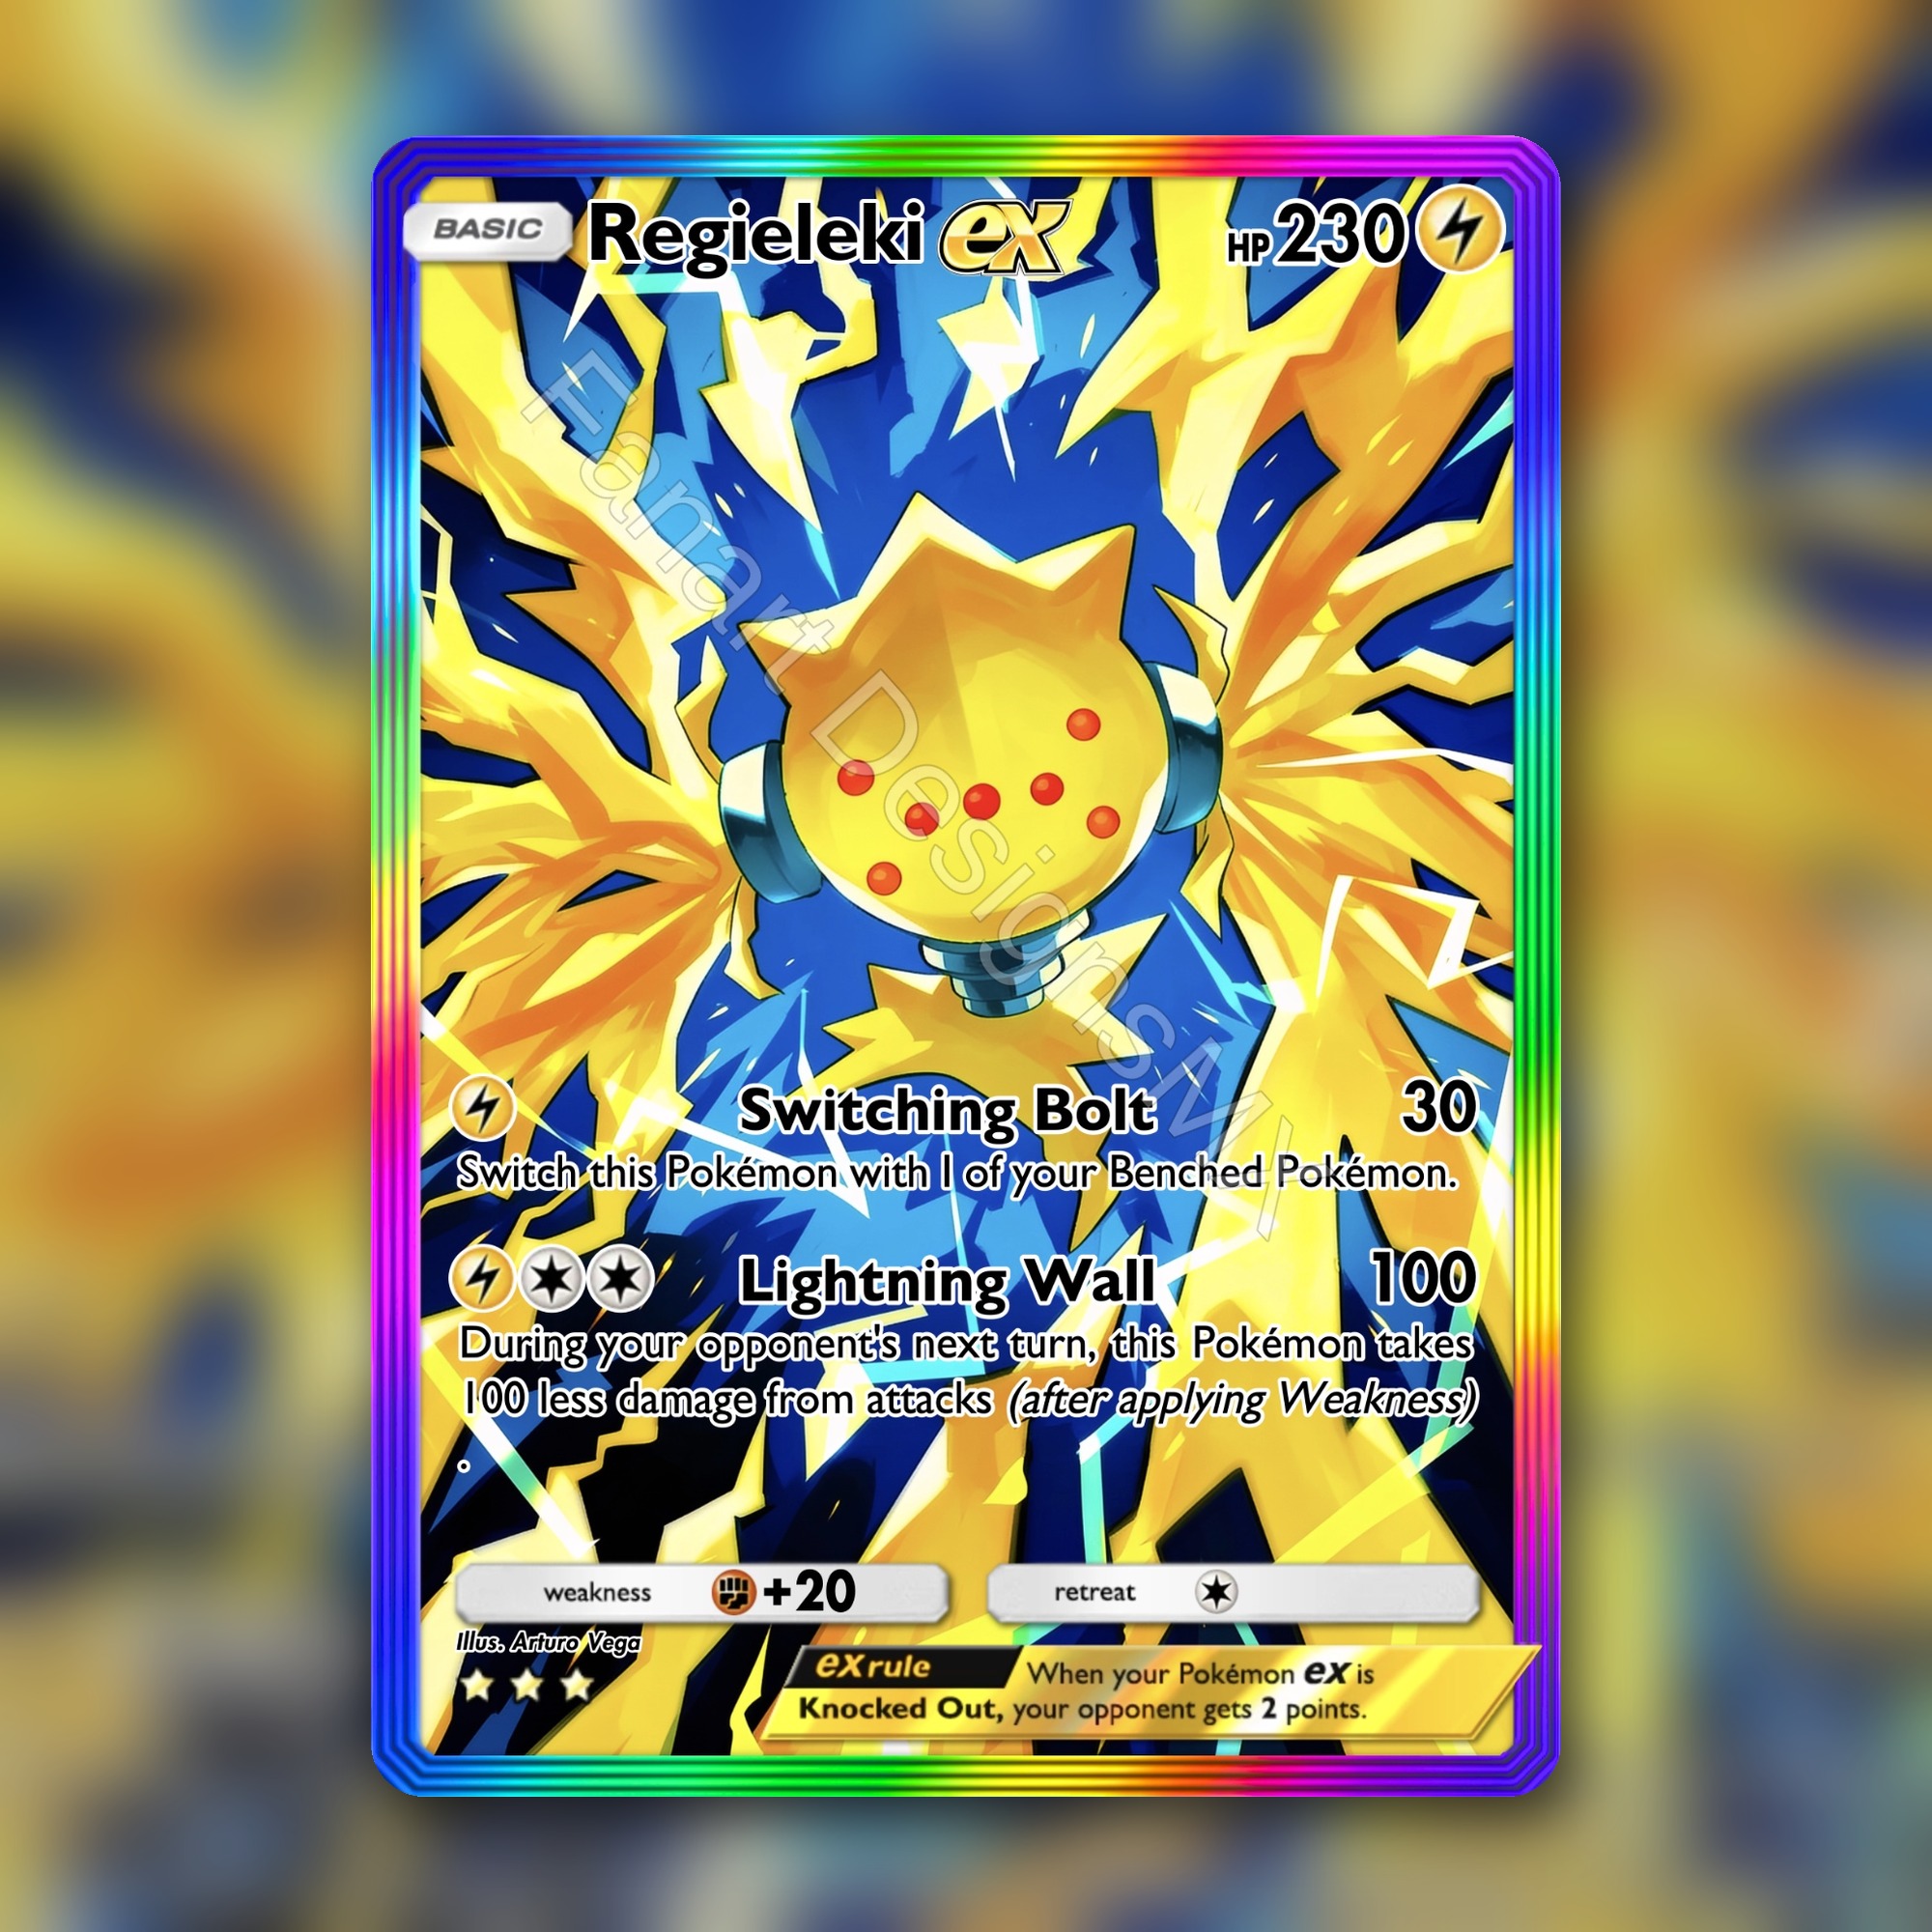 BASIC Regieleki ex HP 230
Fanart DesignsMX
Switching Bolt 30
Switch this Pokémon with 1 of your Benched Pokémon.
Lightning Wall 100
During your opponent's next turn, this Pokémon takes
100 less damage from attacks (after applying Weakness)
.
weakness +20 retreat
Illus. Arturo Vega
ex rule When your Pokémon ex is
Knocked Out, your opponent gets 2 points.